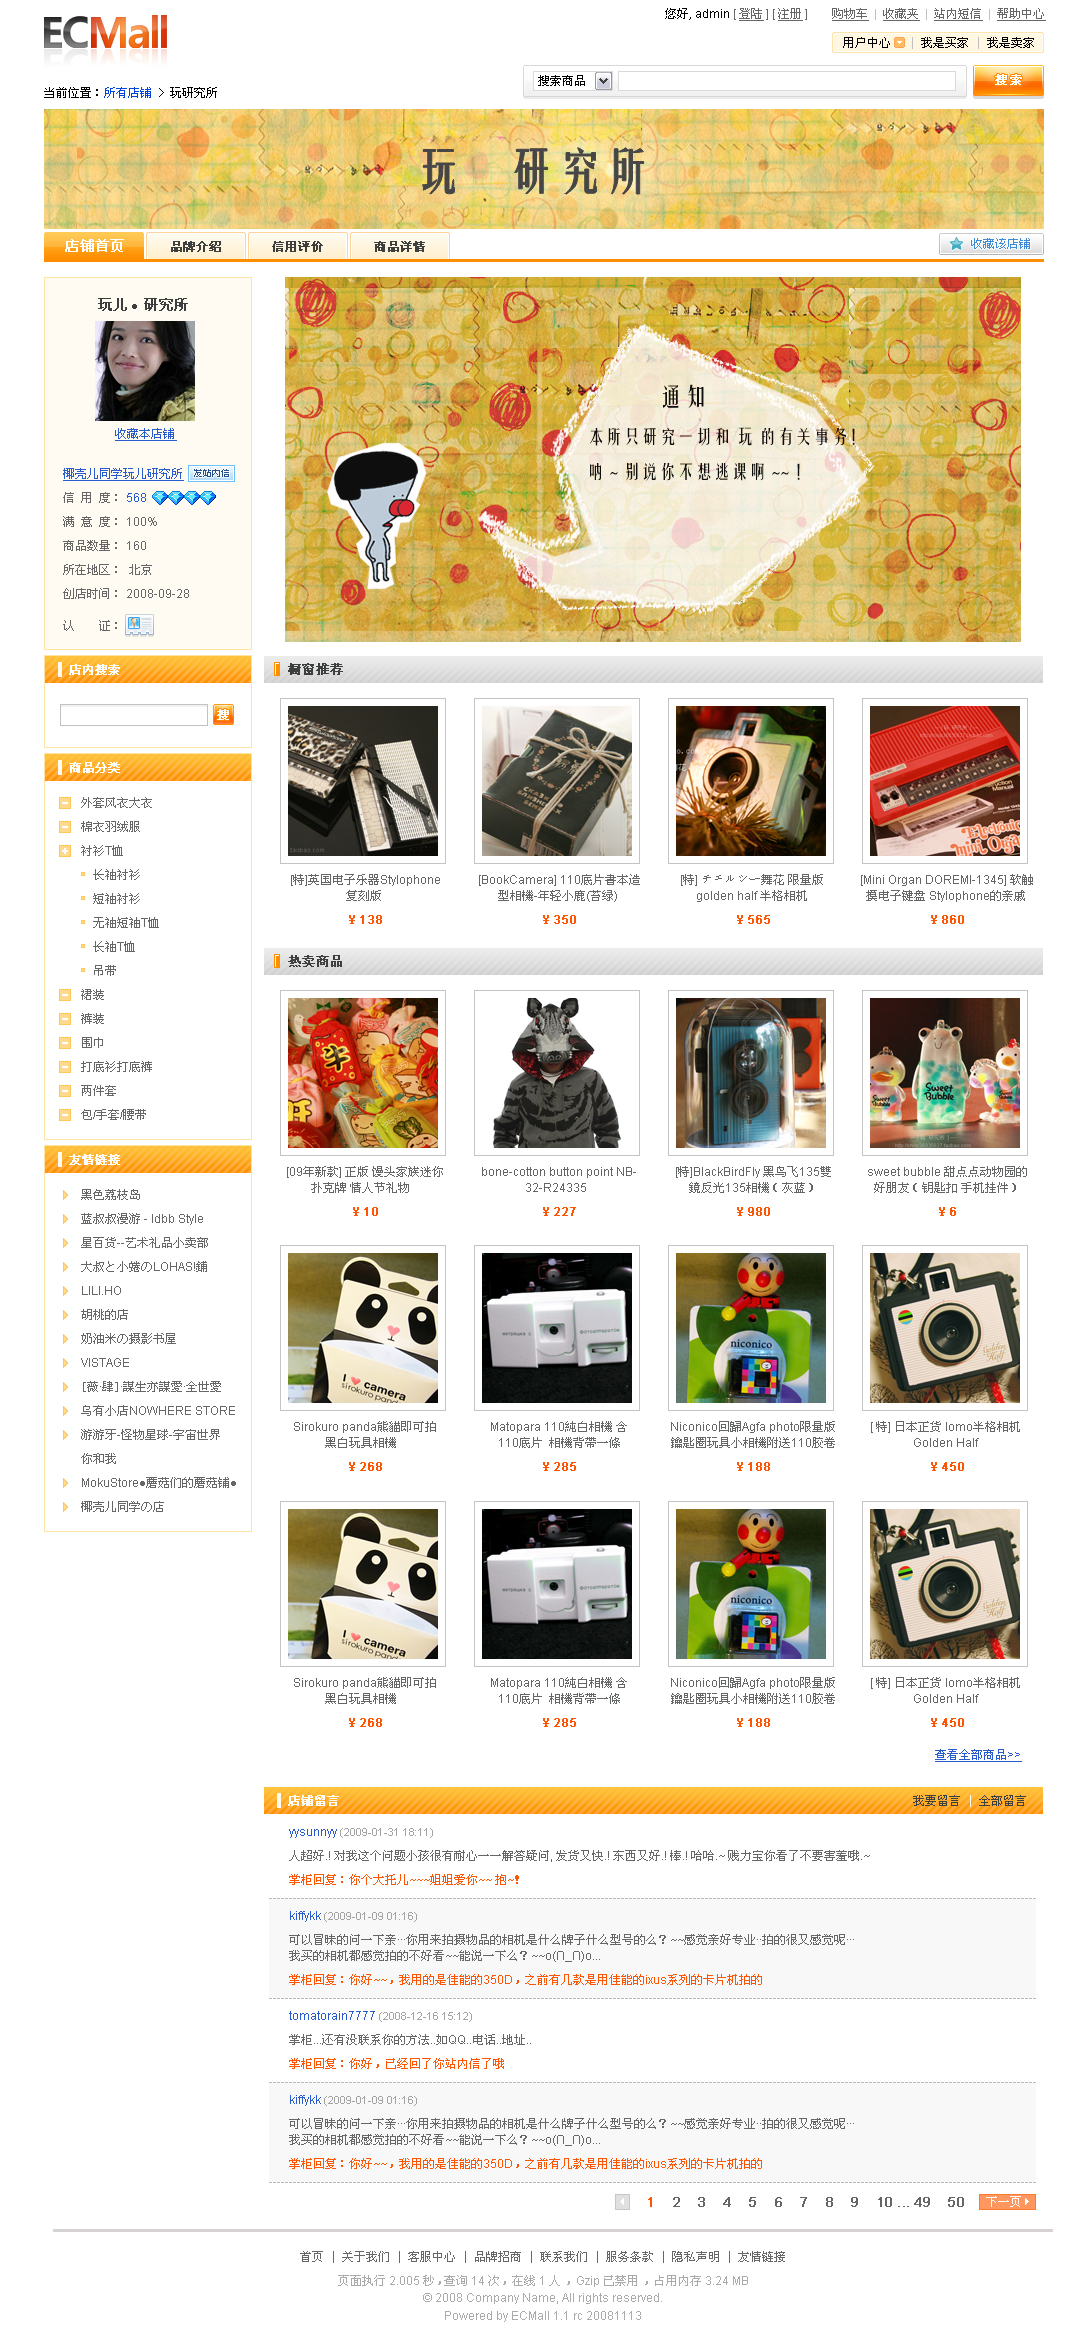 ECMall
您好, admin [ 登陆 ] [ 注册 ]
购物车 | 收藏夹 | 站内短信 | 帮助中心
用户中心 | 我是买家 | 我是卖家
搜索商品
搜索
当前位置：所有店铺 > 玩研究所
玩 研究所
店铺首页
品牌介绍
信用评价
商品详情
收藏该店铺
玩儿 • 研究所
收藏本店铺
椰壳儿同学玩儿研究所
发站内信
信 用 度： 568
满 意 度： 100%
商品数量： 160
所在地区： 北京
创店时间： 2008-09-28
认 证：
通知
本所只研究一切和 玩 的有关事务!
呐 ~ 别说你不想逃课啊 ~~ !
店内搜索
搜
商品分类
外套风衣大衣
棉衣羽绒服
衬衫T恤
长袖衬衫
短袖衬衫
无袖短袖T恤
长袖T恤
吊带
裙装
裤装
围巾
打底衫打底裤
两件套
包/手套/腰带
友情链接
黑色荔枝岛
蓝叔叔漫游 - ldbb Style
星百货--艺术礼品小卖部
大叔と小蜷のLOHAS!鋪
LILI.HO
胡桃的店
奶油米の摄影书屋
VISTAGE
[薇·肆] ·謀生亦謀愛·全世愛
乌有小店NOWHERE STORE
游游牙-怪物星球-宇宙世界
你和我
MokuStore●蘑菇们的蘑菇铺●
椰壳儿同学の店
橱窗推荐
[特]英国电子乐器Stylophone
复刻版
¥ 138
[BookCamera] 110底片書本造
型相機-年轻小鹿(苔绿)
¥ 350
[特] チエルシー舞花 限量版
golden half 半格相机
¥ 565
[Mini Organ DOREMI-1345] 软触
摸电子键盘 Stylophone的亲戚
¥ 860
热卖商品
牛
Sweet
Bubble
[09年新款] 正版 馒头家族迷你
扑克牌 情人节礼物
¥ 10
bone-cotton button point NB-
32-R24335
¥ 227
[特]BlackBirdFly 黑鸟飞135雙
鏡反光135相機 ( 灰蓝 )
¥ 980
sweet bubble 甜点点动物园的
好朋友 ( 钥匙扣 手机挂件 )
¥ 6
I ♥ camera
sirokuro panda
niconico
Golden
Half
Sirokuro panda熊貓即可拍
黑白玩具相機
¥ 268
Matopara 110純白相機 含
110底片 相機背帶一條
¥ 285
Niconico回歸Agfa photo限量版
鑰匙圈玩具小相機附送110胶卷
¥ 188
[ 特] 日本正货 lomo半格相机
Golden Half
¥ 450
I ♥ camera
sirokuro panda
niconico
Golden
Half
Sirokuro panda熊貓即可拍
黑白玩具相機
¥ 268
Matopara 110純白相機 含
110底片 相機背帶一條
¥ 285
Niconico回歸Agfa photo限量版
鑰匙圈玩具小相機附送110胶卷
¥ 188
[ 特] 日本正货 lomo半格相机
Golden Half
¥ 450
查看全部商品>>
店铺留言
我要留言 | 全部留言
yysunnyy (2009-01-31 18:11)
人超好.! 对我这个问题小孩很有耐心一一解答疑问, 发货又快.! 东西又好.! 棒.! 哈哈.~ 贱力宝你看了不要害羞哦.~
掌柜回复：你个大托儿~~~姐姐爱你~~ 抱~!
kiffykk (2009-01-09 01:16)
可以冒昧的问一下亲···你用来拍摄物品的相机是什么牌子什么型号的么？~~感觉亲好专业··拍的很又感觉呢···
我买的相机都感觉拍的不好看~~能说一下么？~~o(∩_∩)o...
掌柜回复：你好~~，我用的是佳能的350D，之前有几款是用佳能的ixus系列的卡片机拍的
tomatorain7777 (2008-12-16 15:12)
掌柜...还有没联系你的方法..如QQ..电话..地址..
掌柜回复：你好，已经回了你站内信了哦
kiffykk (2009-01-09 01:16)
可以冒昧的问一下亲···你用来拍摄物品的相机是什么牌子什么型号的么？~~感觉亲好专业··拍的很又感觉呢···
我买的相机都感觉拍的不好看~~能说一下么？~~o(∩_∩)o...
掌柜回复：你好~~，我用的是佳能的350D，之前有几款是用佳能的ixus系列的卡片机拍的
1 2 3 4 5 6 7 8 9 10 ... 49 50 下一页
首页 | 关于我们 | 客服中心 | 品牌招商 | 联系我们 | 服务条款 | 隐私声明 | 友情链接
页面执行 2.005 秒，查询 14 次，在线 1 人，Gzip 已禁用，占用内存 3.24 MB
© 2008 Company Name, All rights reserved.
Powered by ECMall 1.1 rc 20081113